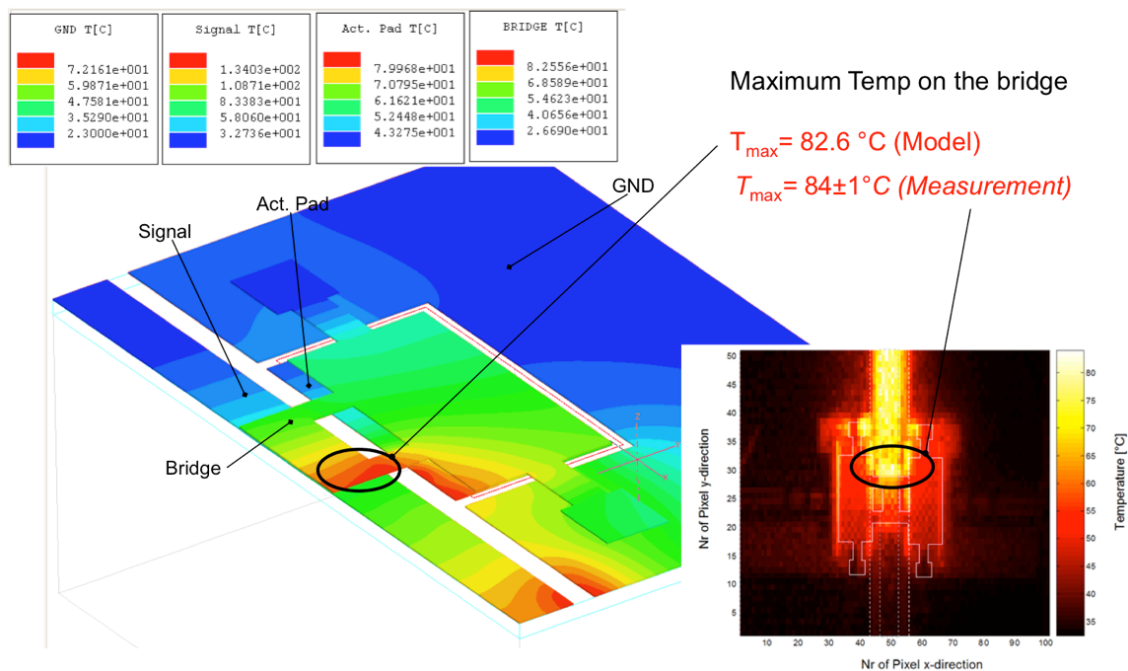 GND T[C]
7.2161e+001
5.9871e+001
4.7581e+001
3.5290e+001
2.3000e+001
Signal T[C]
1.3403e+002
1.0871e+002
8.3383e+001
5.8060e+001
3.2736e+001
Act. Pad T[C]
7.9968e+001
7.0795e+001
6.1621e+001
5.2448e+001
4.3275e+001
BRIDGE T[C]
8.2556e+001
6.8589e+001
5.4623e+001
4.0656e+001
2.6690e+001
Maximum Temp on the bridge
Tmax= 82.6 °C (Model)
Tmax= 84±1°C (Measurement)
GND
Act. Pad
Signal
Bridge
z
Nr of Pixel y-direction
50
45
40
35
30
25
20
15
10
5
10 20 30 40 50 60 70 80 90 100
Nr of Pixel x-direction
80
75
70
65
60
55
50
45
40
35
Temperature [°C]